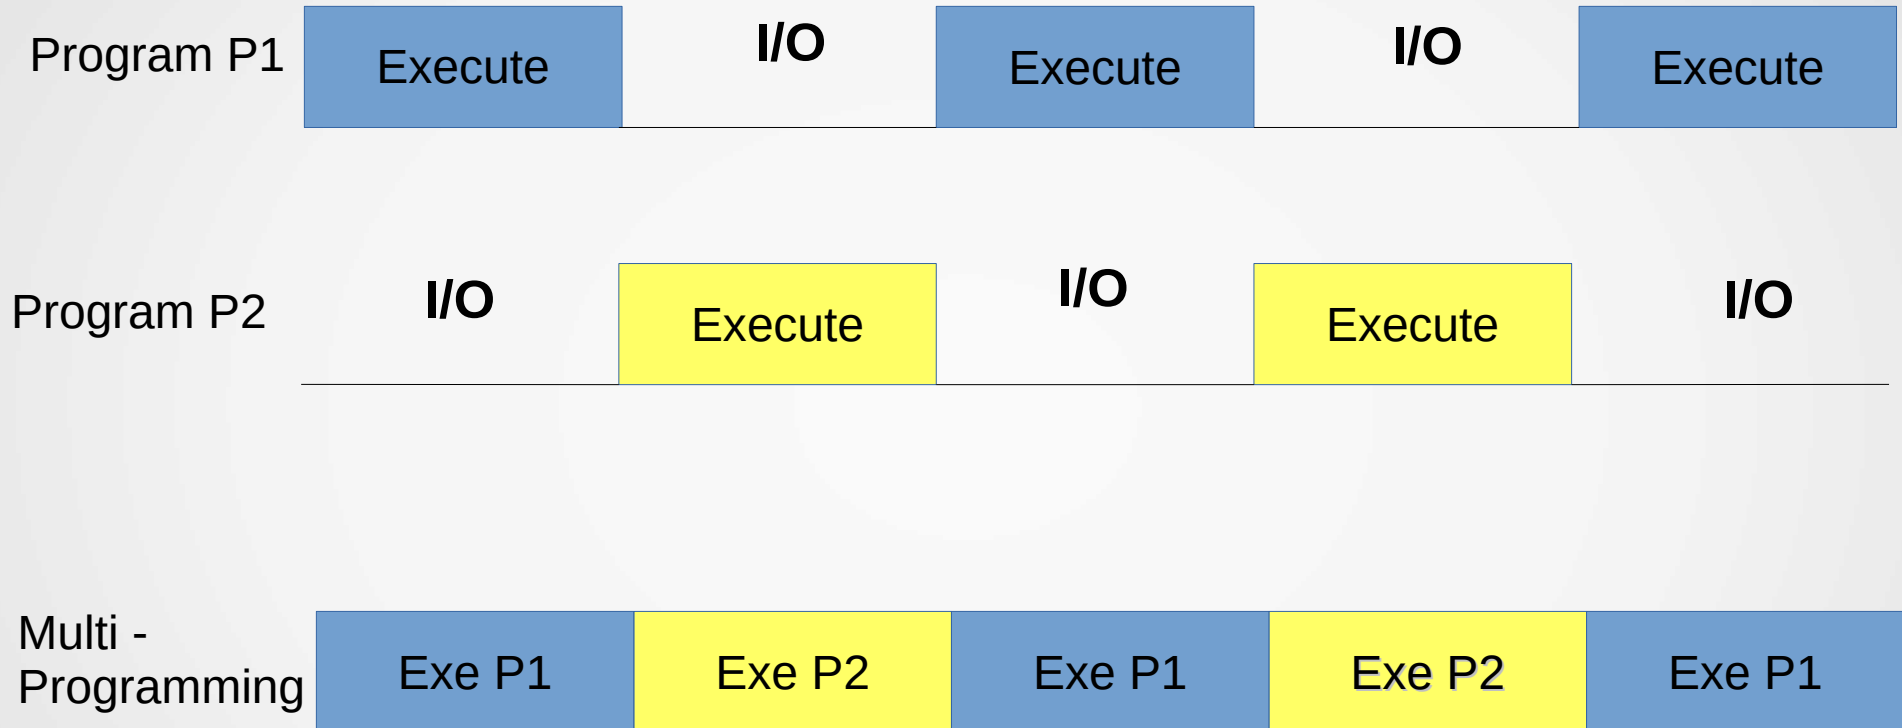 Program P1
Execute
I/O
Execute
I/O
Execute
Program P2
I/O
Execute
I/O
Execute
I/O
Multi -
Programming
Exe P1
Exe P2
Exe P1
Exe P2
Exe P1